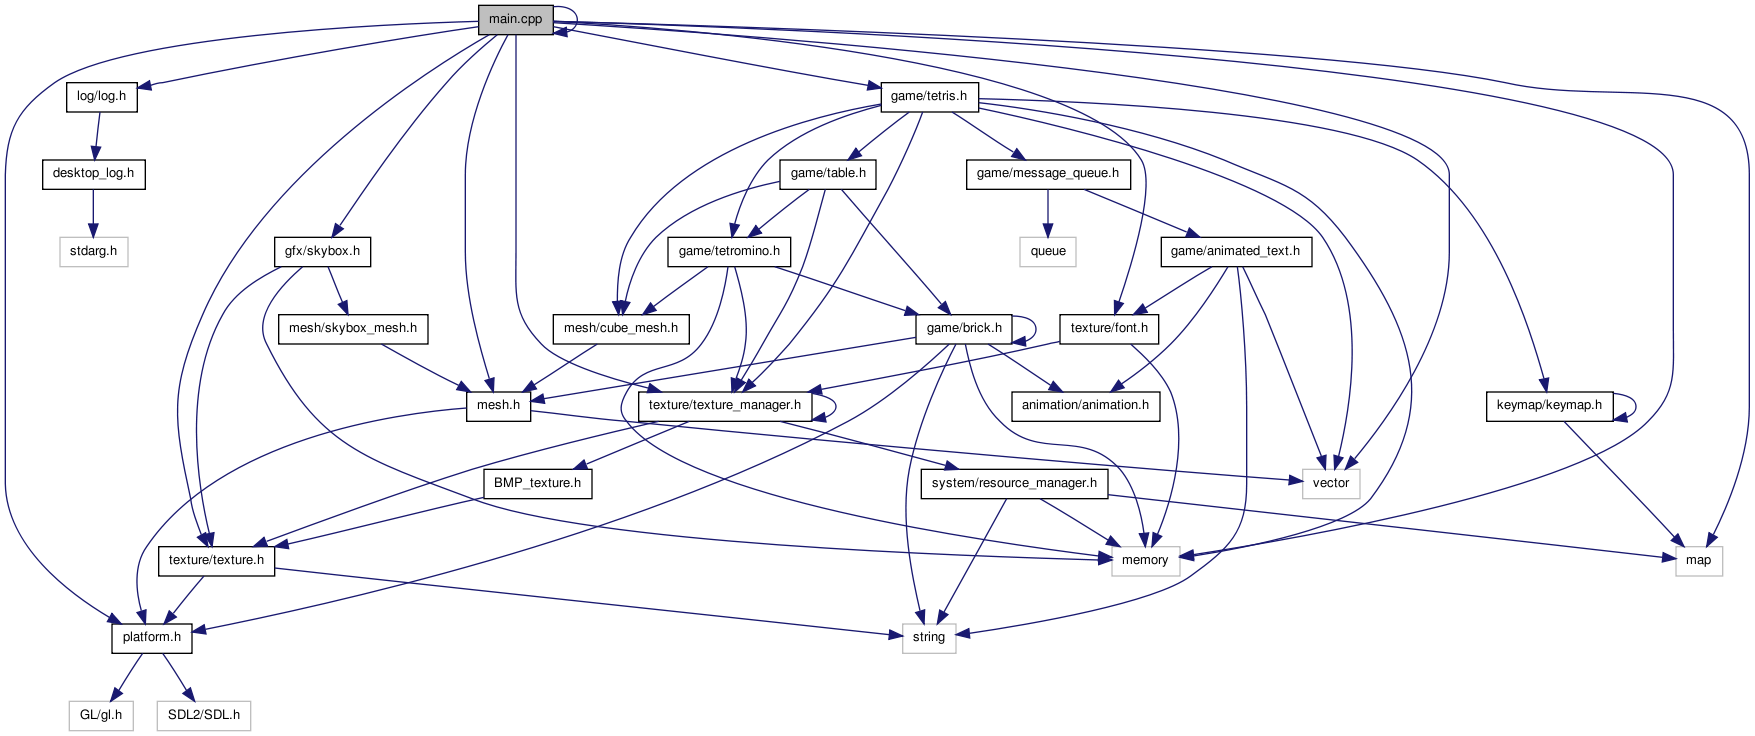 main.cpp
log/log.h
game/tetris.h
desktop_log.h
game/table.h
game/message_queue.h
stdarg.h
gfx/skybox.h
game/tetromino.h
queue
game/animated_text.h
mesh/skybox_mesh.h
mesh/cube_mesh.h
game/brick.h
texture/font.h
mesh.h
texture/texture_manager.h
animation/animation.h
keymap/keymap.h
BMP_texture.h
system/resource_manager.h
vector
texture/texture.h
memory
map
platform.h
string
GL/gl.h
SDL2/SDL.h